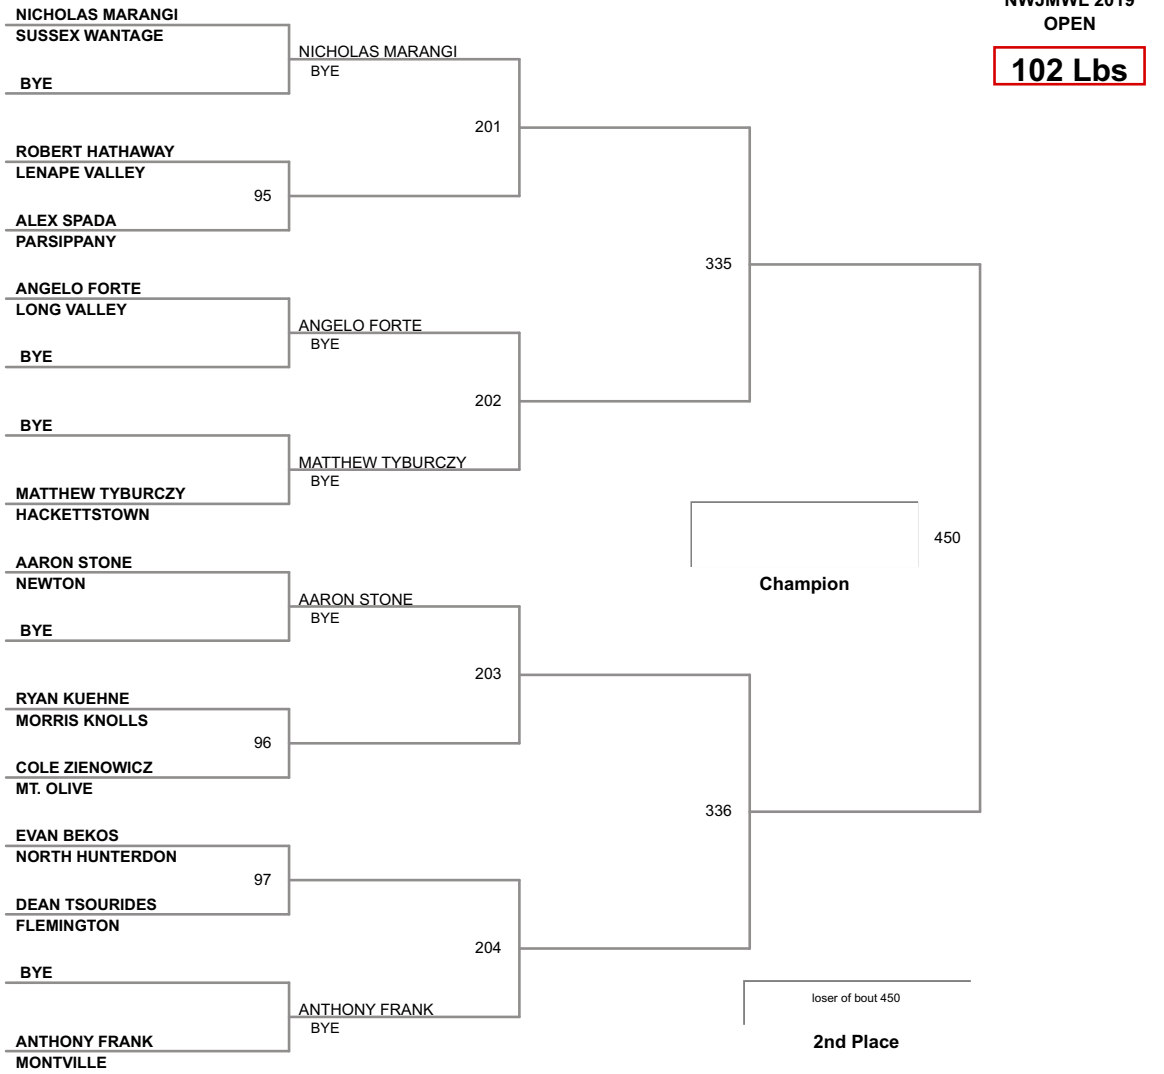 NWJMWL 2019
OPEN
102 Lbs
NICHOLAS MARANGI
SUSSEX WANTAGE
NICHOLAS MARANGI
BYE
BYE
201
ROBERT HATHAWAY
LENAPE VALLEY
95
ALEX SPADA
PARSIPPANY
335
ANGELO FORTE
LONG VALLEY
ANGELO FORTE
BYE
BYE
202
BYE
MATTHEW TYBURCZY
BYE
MATTHEW TYBURCZY
HACKETTSTOWN
450
Champion
AARON STONE
NEWTON
AARON STONE
BYE
BYE
203
RYAN KUEHNE
MORRIS KNOLLS
96
COLE ZIENOWICZ
MT. OLIVE
336
EVAN BEKOS
NORTH HUNTERDON
97
DEAN TSOURIDES
FLEMINGTON
204
BYE
ANTHONY FRANK
BYE
ANTHONY FRANK
MONTVILLE
loser of bout 450
2nd Place